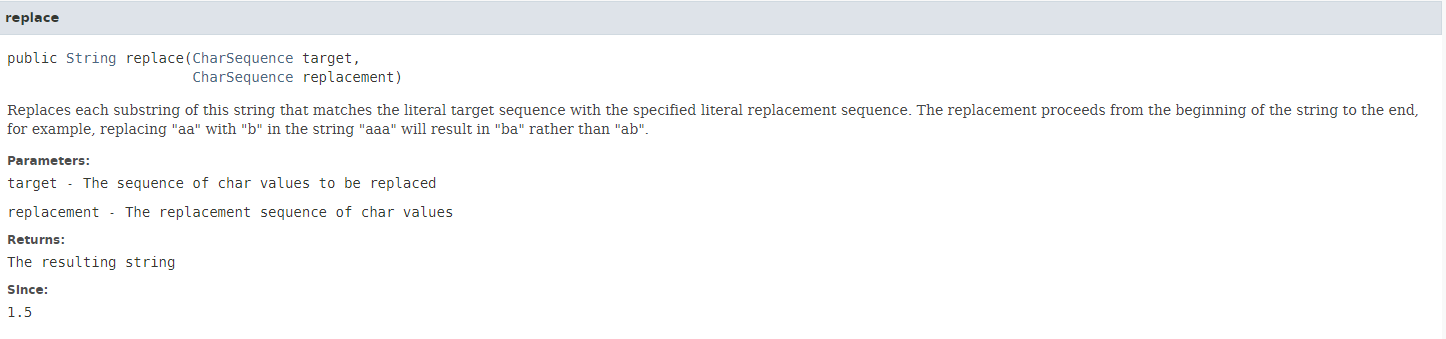 replace
public String replace(CharSequence target,
CharSequence replacement)
Replaces each substring of this string that matches the literal target sequence with the specified literal replacement sequence. The replacement proceeds from the beginning of the string to the end,
for example, replacing "aa" with "b" in the string "aaa" will result in "ba" rather than "ab".
Parameters:
target - The sequence of char values to be replaced
replacement - The replacement sequence of char values
Returns:
The resulting string
Since:
1.5